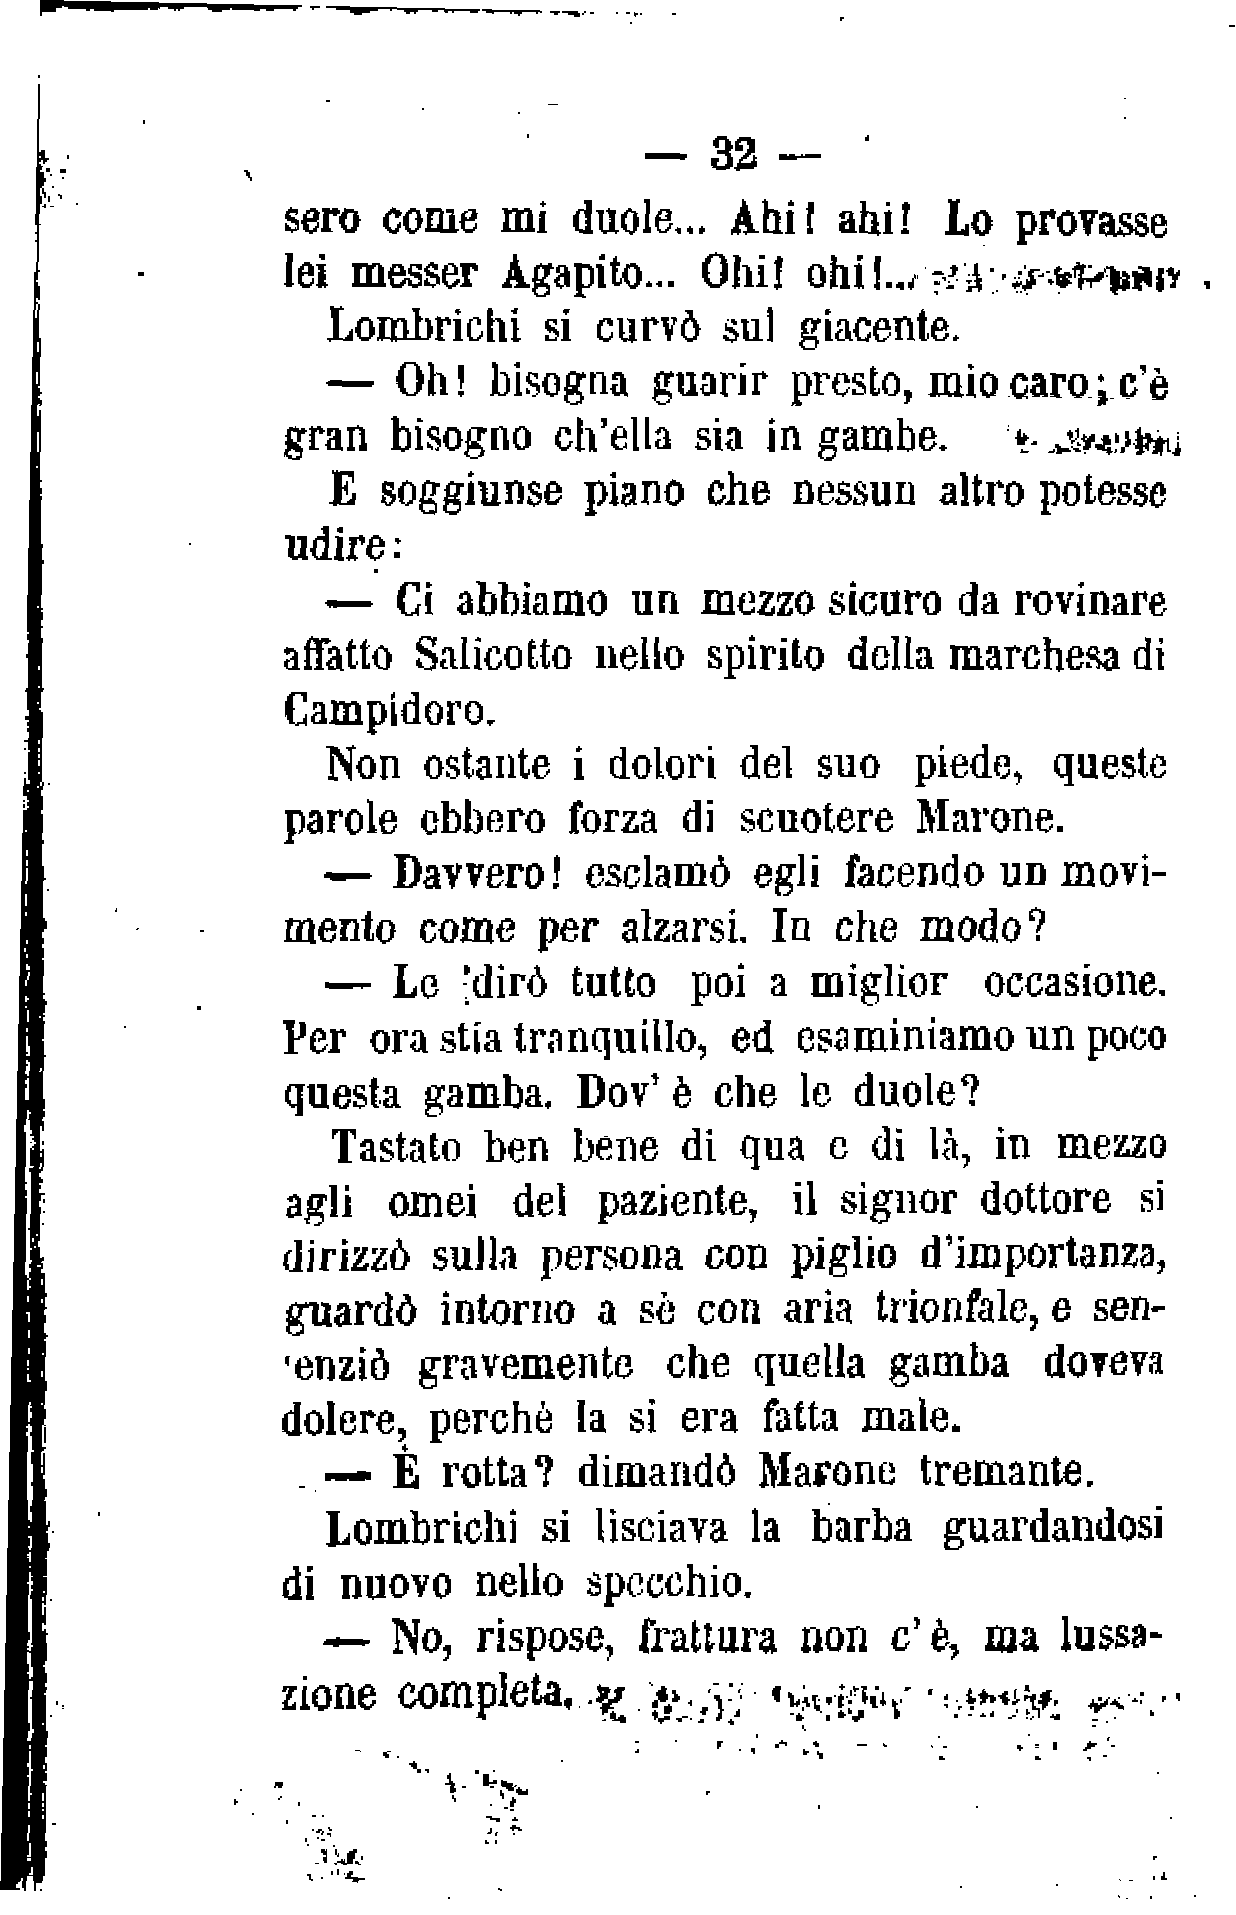 — 32 —
sero come mi duole... Ahi! ahi! Lo provasse
lei messer Agapito... Ohi! ohi!...
Lombrichi si curvò sul giacente.
— Oh! bisogna guarir presto, mio caro; c'è
gran bisogno ch'ella sia in gambe.
E soggiunse piano che nessun altro potesse
udire:
— Ci abbiamo un mezzo sicuro da rovinare
affatto Salicotto nello spirito della marchesa di
Campidoro.
Non ostante i dolori del suo piede, queste
parole ebbero forza di scuotere Marone.
— Davvero! esclamò egli facendo un movi-
mento come per alzarsi. In che modo?
— Le dirò tutto poi a miglior occasione.
Per ora stia tranquillo, ed esaminiamo un poco
questa gamba. Dov' è che le duole?
Tastato ben bene di qua e di là, in mezzo
agli omei del paziente, il signor dottore si
dirizzò sulla persona con piglio d'importanza,
guardò intorno a sè con aria trionfale, e sen-
tenziò gravemente che quella gamba doveva
dolere, perchè la si era fatta male.
— È rotta? dimandò Marone tremante.
Lombrichi si lisciava la barba guardandosi
di nuovo nello specchio.
— No, rispose, frattura non c' è, ma lussa-
zione completa.